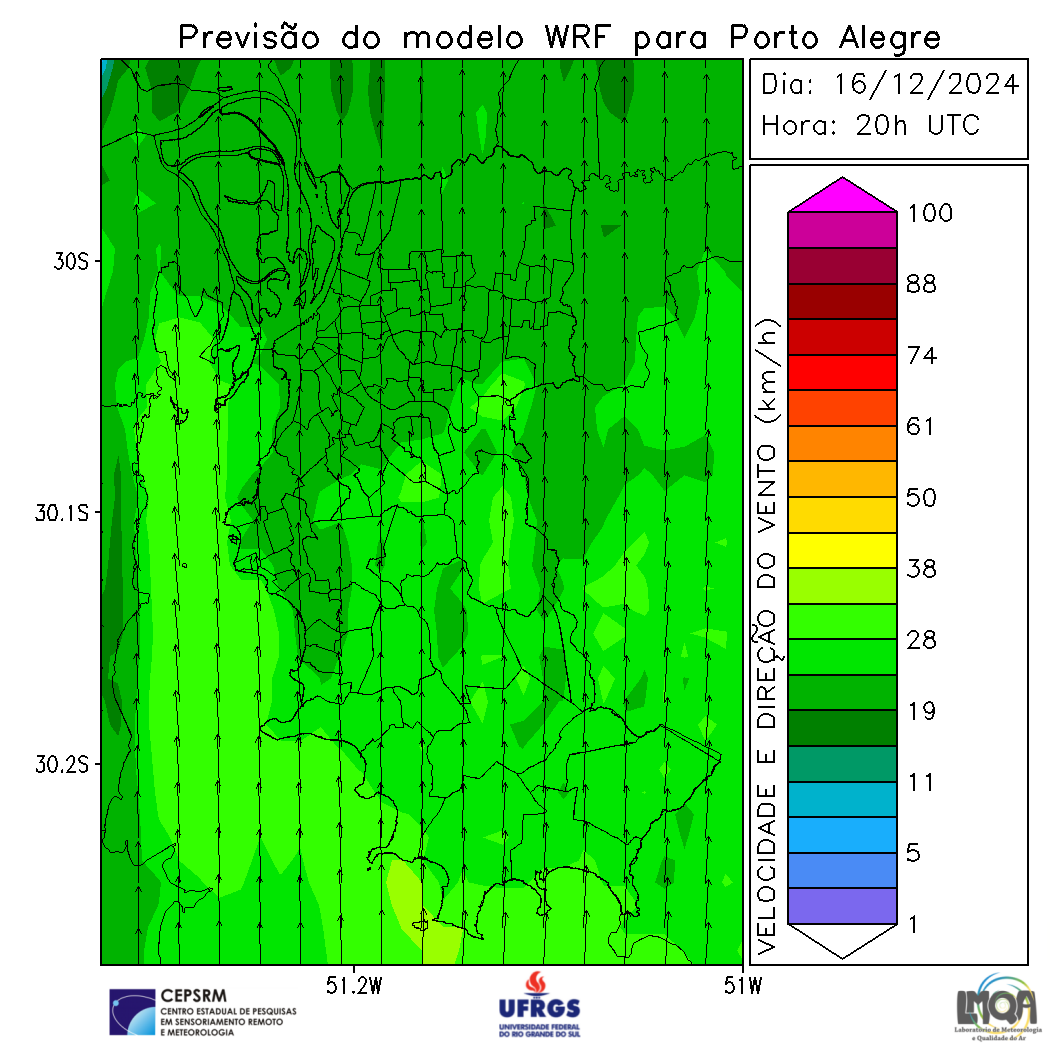 Previsão do modelo WRF para Porto Alegre
Dia: 16/12/2024
Hora: 20h UTC
30S
30.1S
30.2S
51.2W
51W
VELOCIDADE E DIREÇÃO DO VENTO (km/h)
100
88
74
61
50
38
28
19
11
5
1
CEPSRM
CENTRO ESTADUAL DE PESQUISAS
EM SENSORIAMENTO REMOTO
E METEOROLOGIA
UFRGS
UNIVERSIDADE FEDERAL
DO RIO GRANDE DO SUL
LMQA
Laboratório de Meteorologia
e Qualidade do Ar